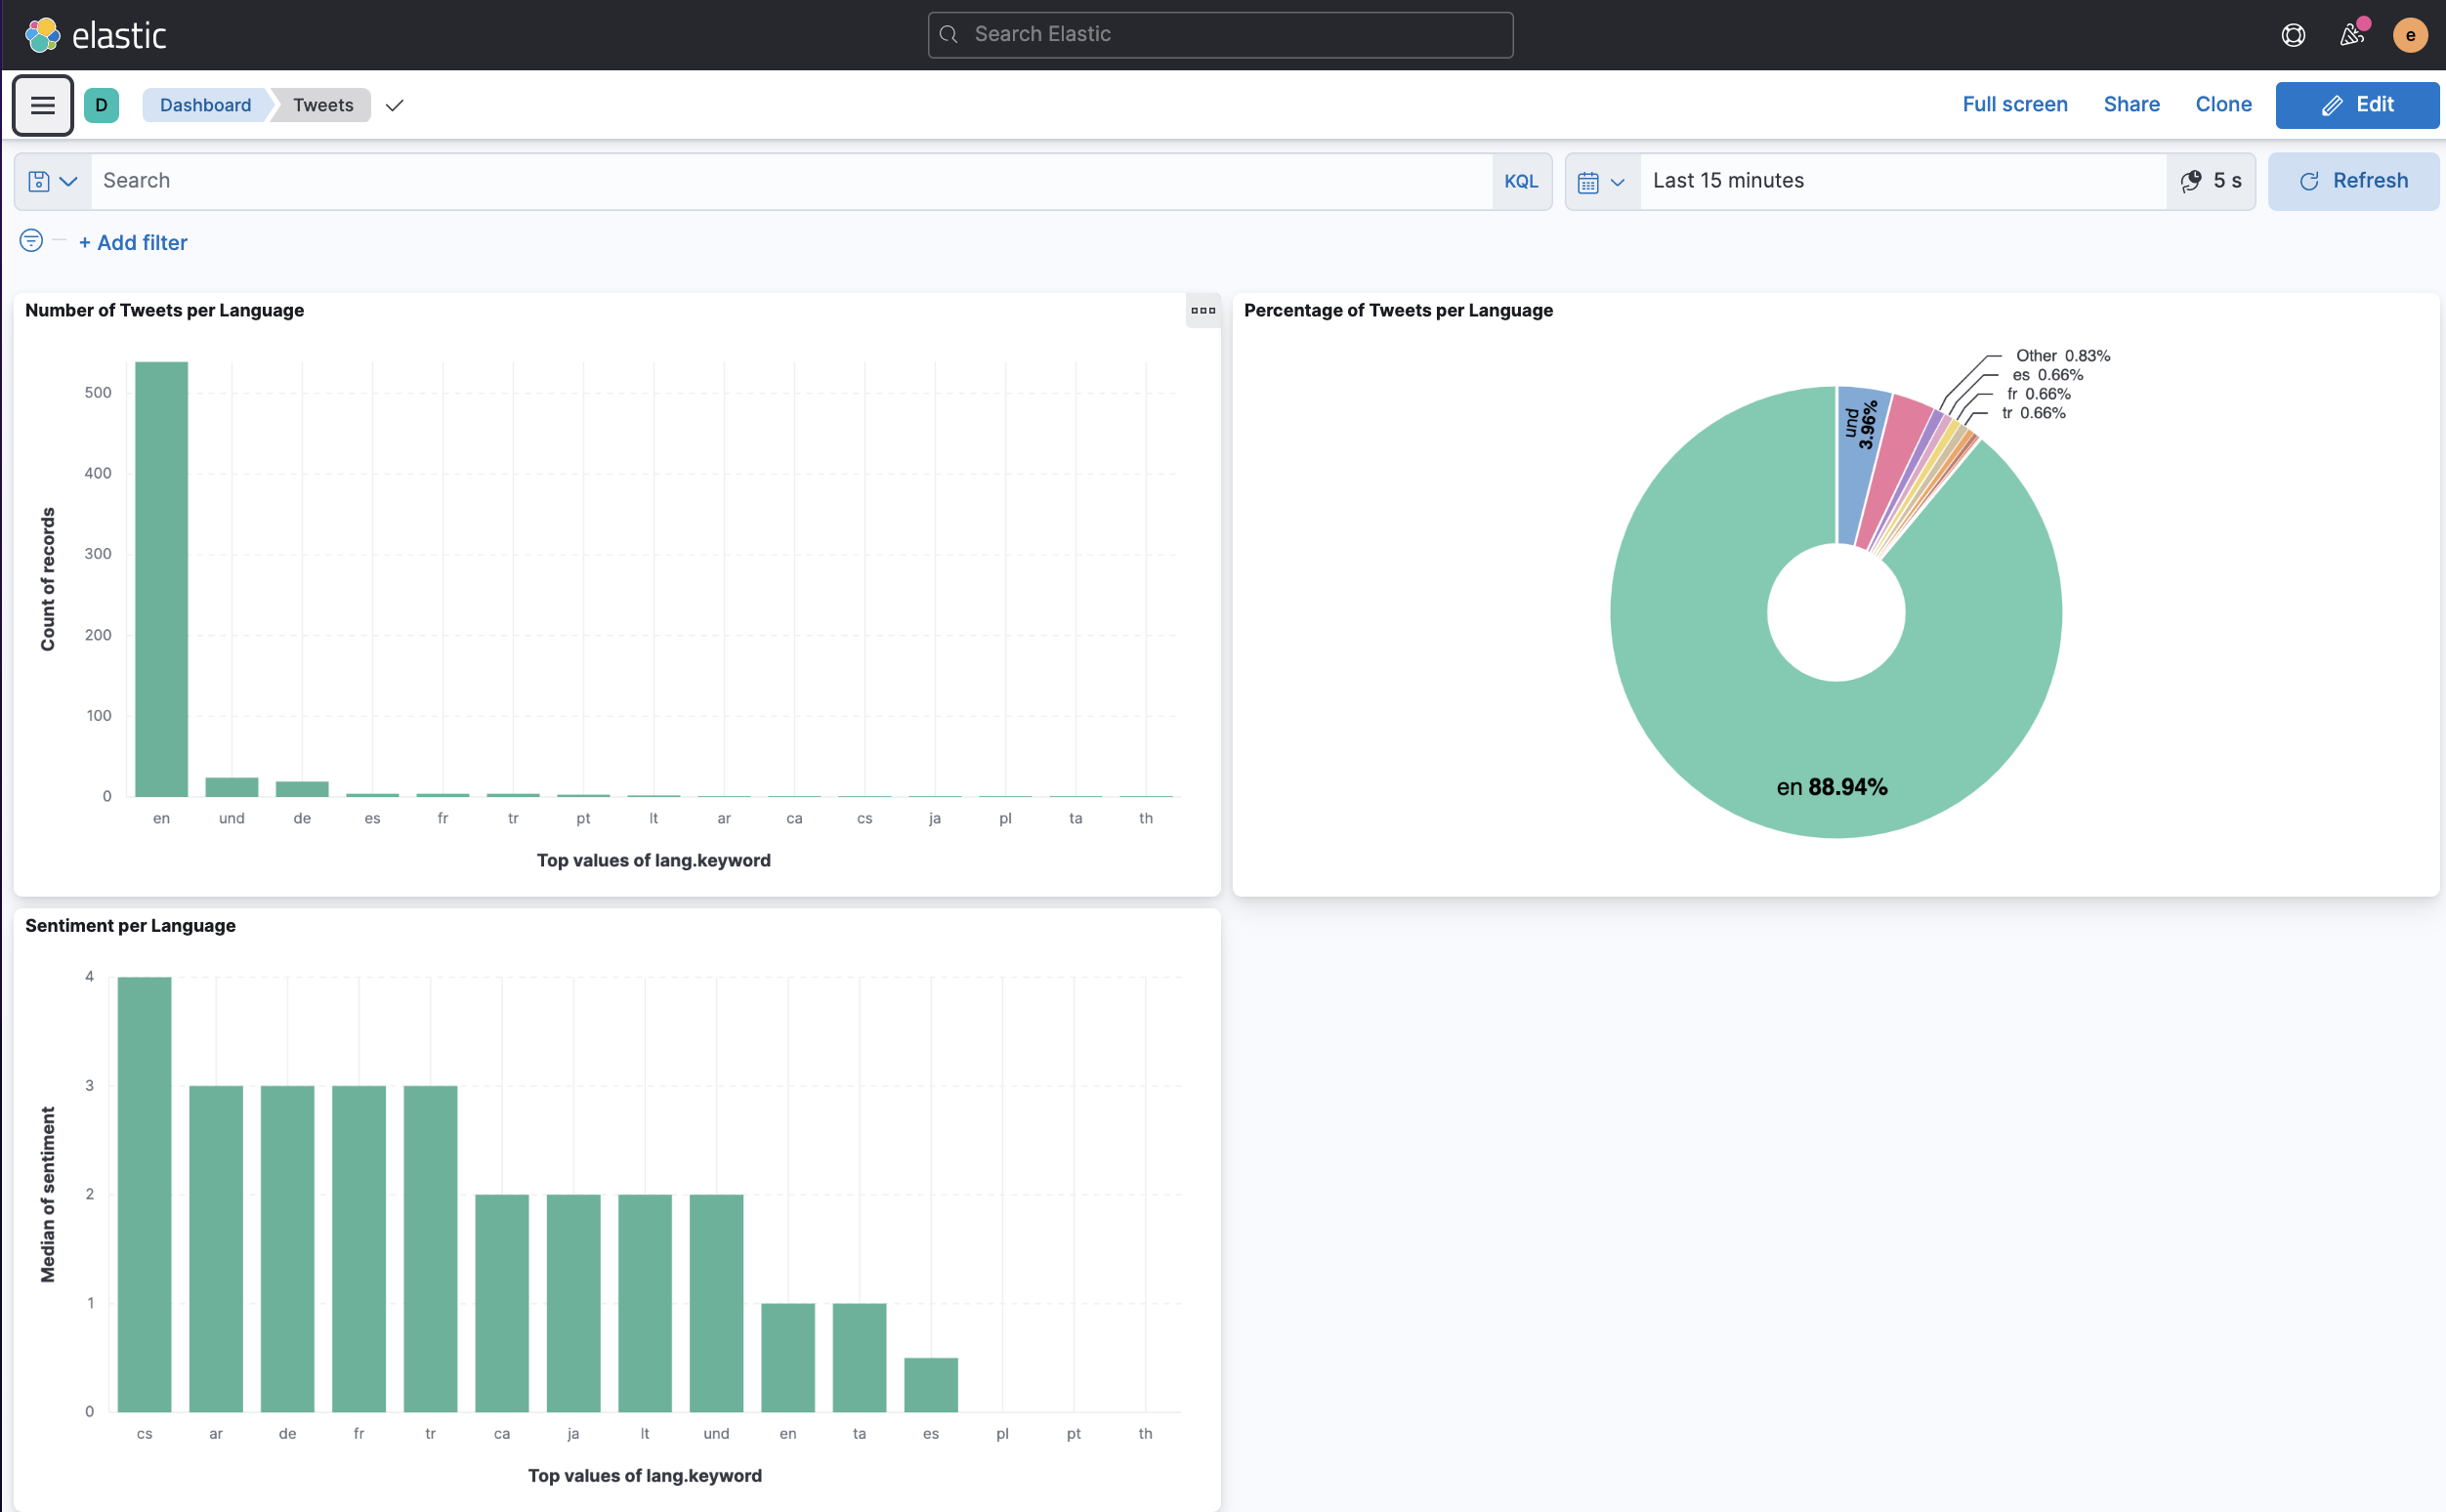 elastic
Search Elastic
e
D
Dashboard
Tweets
Full screen
Share
Clone
Edit
Search
KQL
Last 15 minutes
5 s
Refresh
+ Add filter
Number of Tweets per Language
500
400
300
200
100
0
Count of records
en und de es fr tr pt lt ar ca cs ja pl ta th
Top values of lang.keyword
Percentage of Tweets per Language
Other 0.83%
es 0.66%
fr 0.66%
tr 0.66%
und
3.96%
en 88.94%
Sentiment per Language
4
3
2
1
0
Median of sentiment
cs ar de fr tr ca ja lt und en ta es pl pt th
Top values of lang.keyword